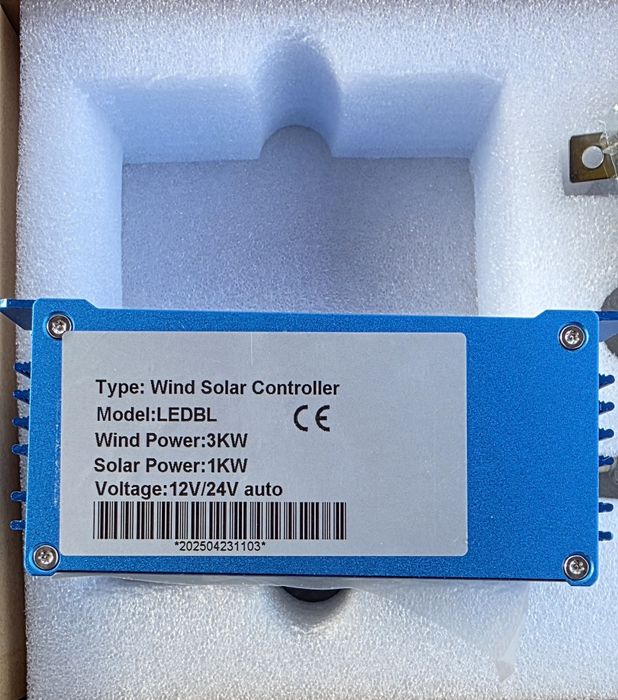 Type: Wind Solar Controller
Model:LEDBL CE
Wind Power:3KW
Solar Power:1KW
Voltage:12V/24V auto
*202504231103*